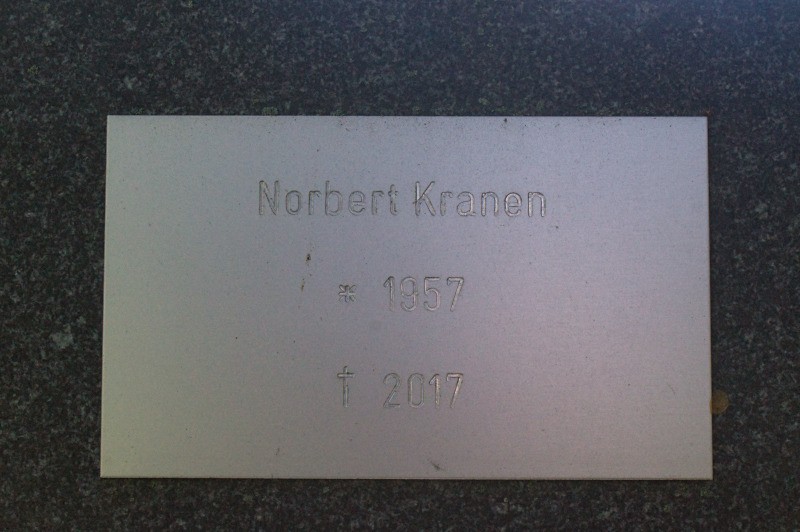 Norbert Kranen
* 1957
† 2017